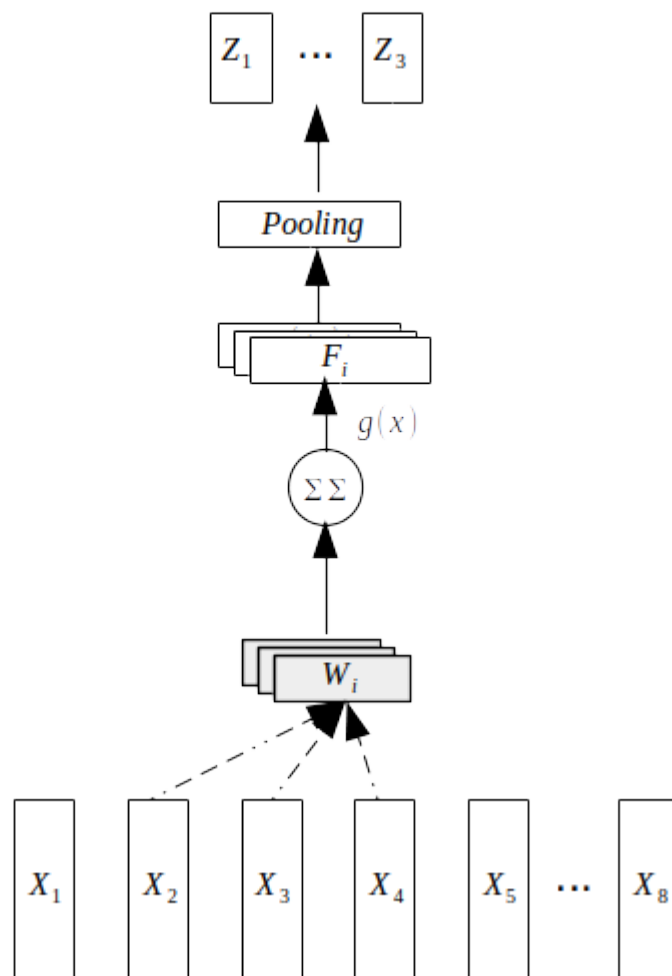 Z₁ ... Z₃
Pooling
Fᵢ
g(x)
ΣΣ
Wᵢ
X₁ X₂ X₃ X₄ X₅ ... X₈